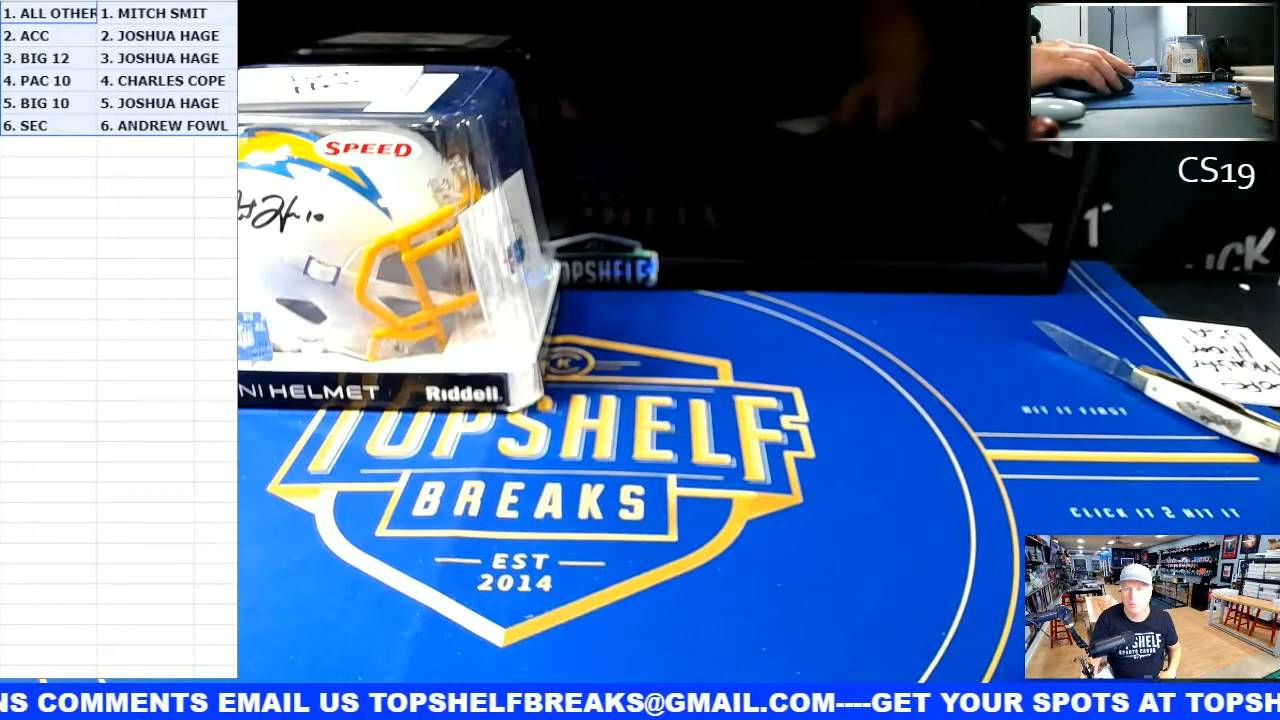 1. ALL OTHER 1. MITCH SMIT
2. ACC 2. JOSHUA HAGE
3. BIG 12 3. JOSHUA HAGE
4. PAC 10 4. CHARLES COPE
5. BIG 10 5. JOSHUA HAGE
6. SEC 6. ANDREW FOWL
CS19
SPEED
10
TOPSHELF
NI HELMET Riddell
TOPSHELF
BREAKS
EST
2014
HIT IT FIRST
CLICK IT 2 HIT IT
TOPSHELF
NS COMMENTS EMAIL US TOPSHELFBREAKS@GMAIL.COM----GET YOUR SPOTS AT TOPSH